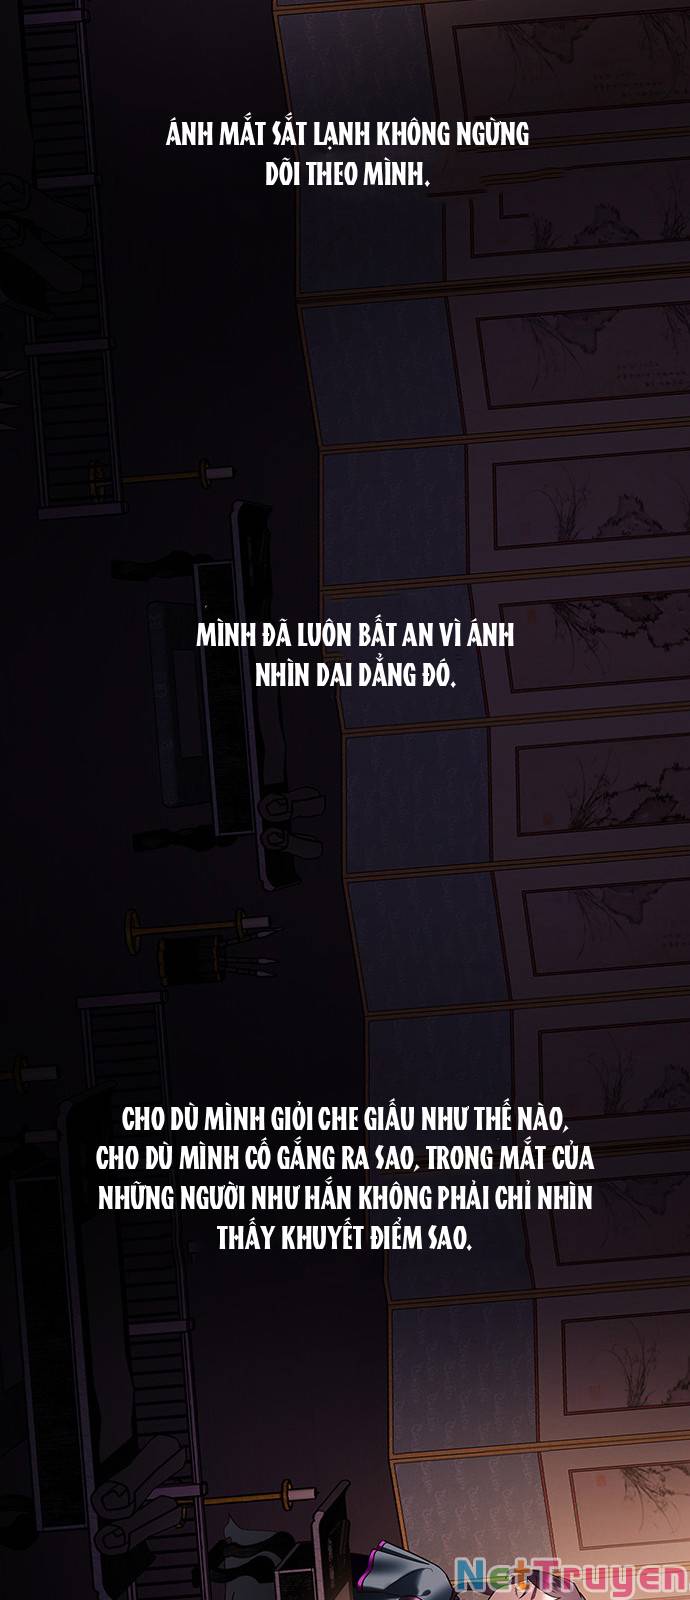 ÁNH MẮT SẮT LẠNH KHÔNG NGỪNG
DÕI THEO MÌNH.
MÌNH ĐÃ LUÔN BẤT AN VÌ ÁNH
NHÌN DAI DẲNG ĐÓ.
CHO DÙ MÌNH GIỎI CHE GIẤU NHƯ THẾ NÀO,
CHO DÙ MÌNH CỐ GẮNG RA SAO, TRONG MẮT CỦA
NHỮNG NGƯỜI NHƯ HẮN KHÔNG PHẢI CHỈ NHÌN
THẤY KHUYẾT ĐIỂM SAO.
NetTruyen